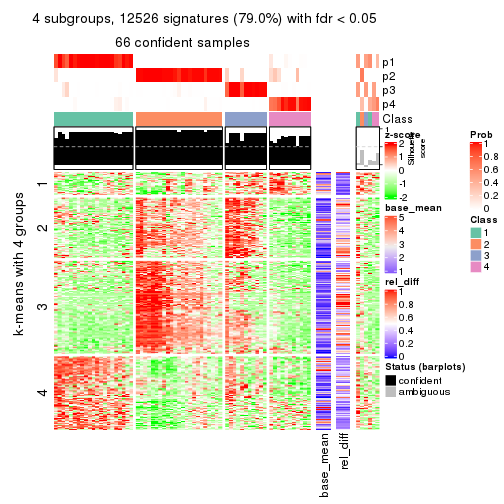 4 subgroups, 12526 signatures (79.0%) with fdr < 0.05
66 confident samples
p1
p2
p3
p4
Class
1
Silhouette
score
z-score
2
1
0
-1
-2
Prob
1
0.8
0.6
0.4
0.2
0
base_mean
5
4
3
2
1
Class
1
2
3
4
rel_diff
1
0.8
0.6
0.4
0.2
0
Status (barplots)
confident
ambiguous
k-means with 4 groups
1
2
3
4
base_mean
rel_diff